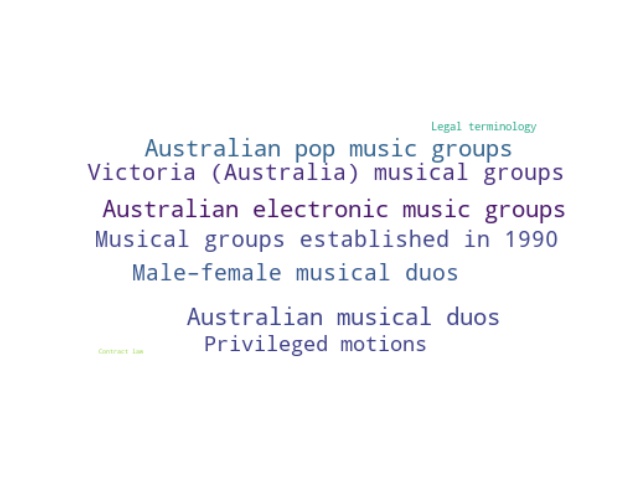 Legal terminology
Australian pop music groups
Victoria (Australia) musical groups
Australian electronic music groups
Musical groups established in 1990
Male–female musical duos
Australian musical duos
Privileged motions
Contract law